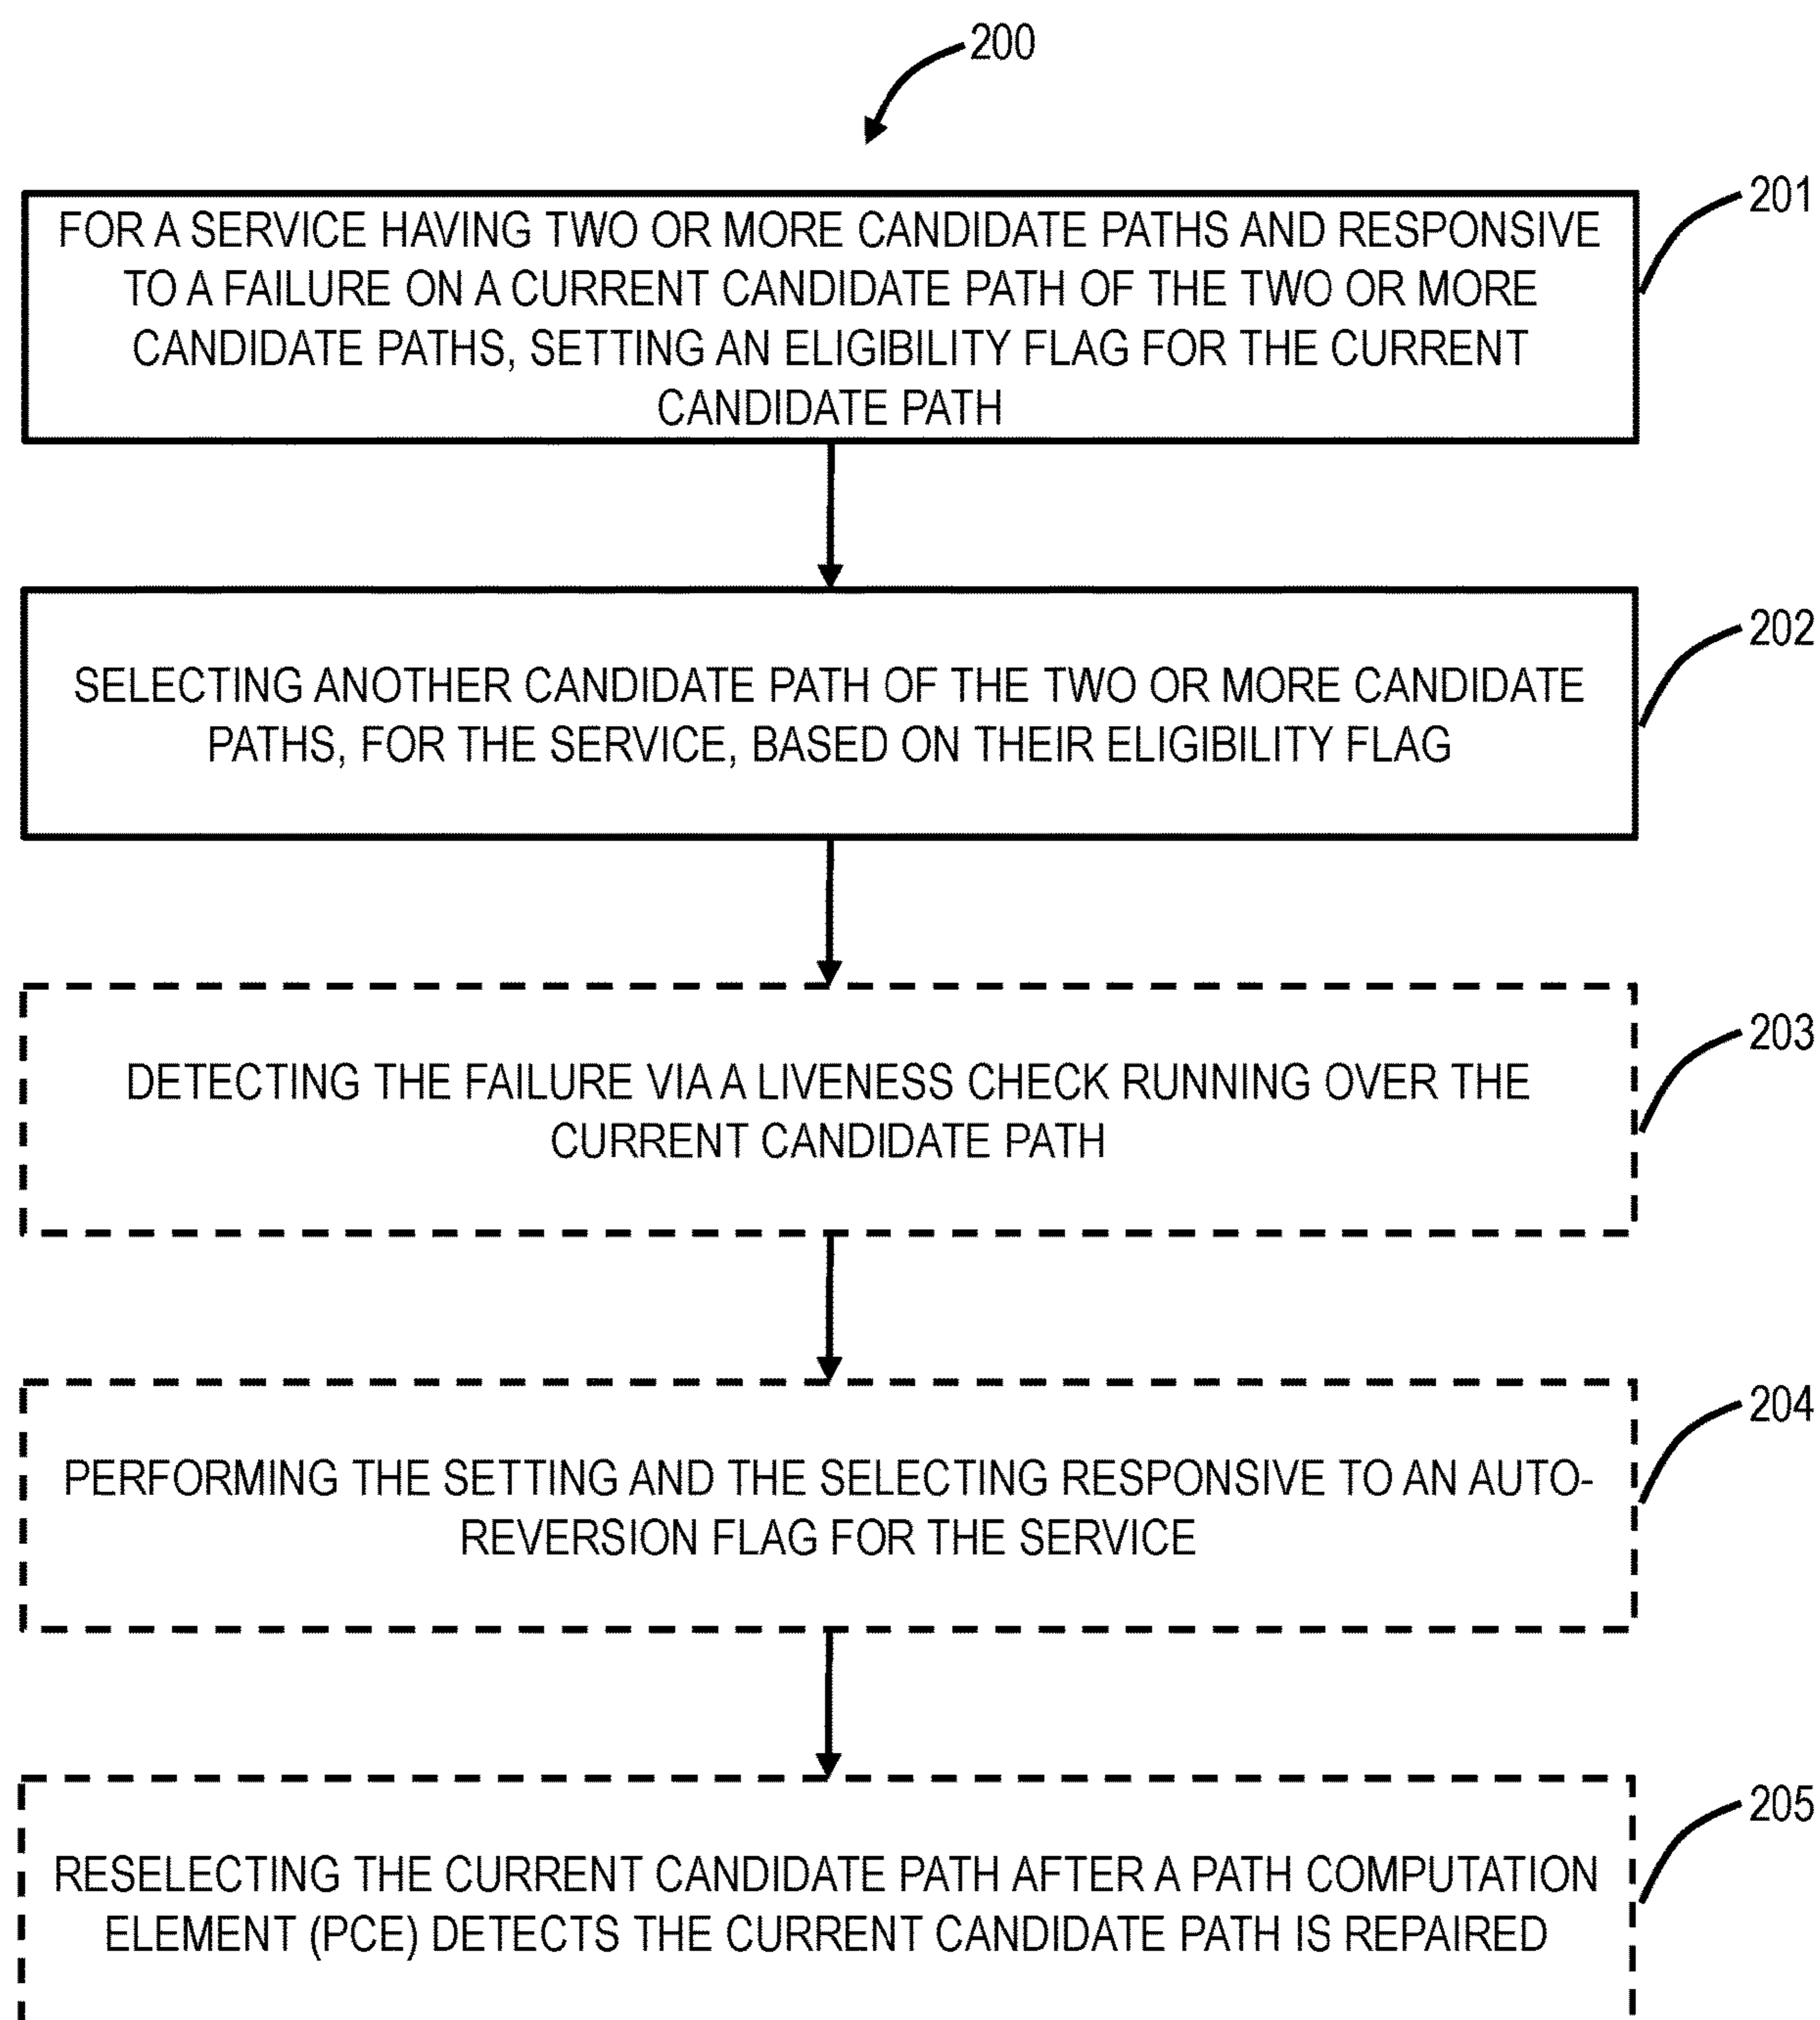 200
201
FOR A SERVICE HAVING TWO OR MORE CANDIDATE PATHS AND RESPONSIVE
TO A FAILURE ON A CURRENT CANDIDATE PATH OF THE TWO OR MORE
CANDIDATE PATHS, SETTING AN ELIGIBILITY FLAG FOR THE CURRENT
CANDIDATE PATH
202
SELECTING ANOTHER CANDIDATE PATH OF THE TWO OR MORE CANDIDATE
PATHS, FOR THE SERVICE, BASED ON THEIR ELIGIBILITY FLAG
203
DETECTING THE FAILURE VIA A LIVENESS CHECK RUNNING OVER THE
CURRENT CANDIDATE PATH
204
PERFORMING THE SETTING AND THE SELECTING RESPONSIVE TO AN AUTO-
REVERSION FLAG FOR THE SERVICE
205
RESELECTING THE CURRENT CANDIDATE PATH AFTER A PATH COMPUTATION
ELEMENT (PCE) DETECTS THE CURRENT CANDIDATE PATH IS REPAIRED